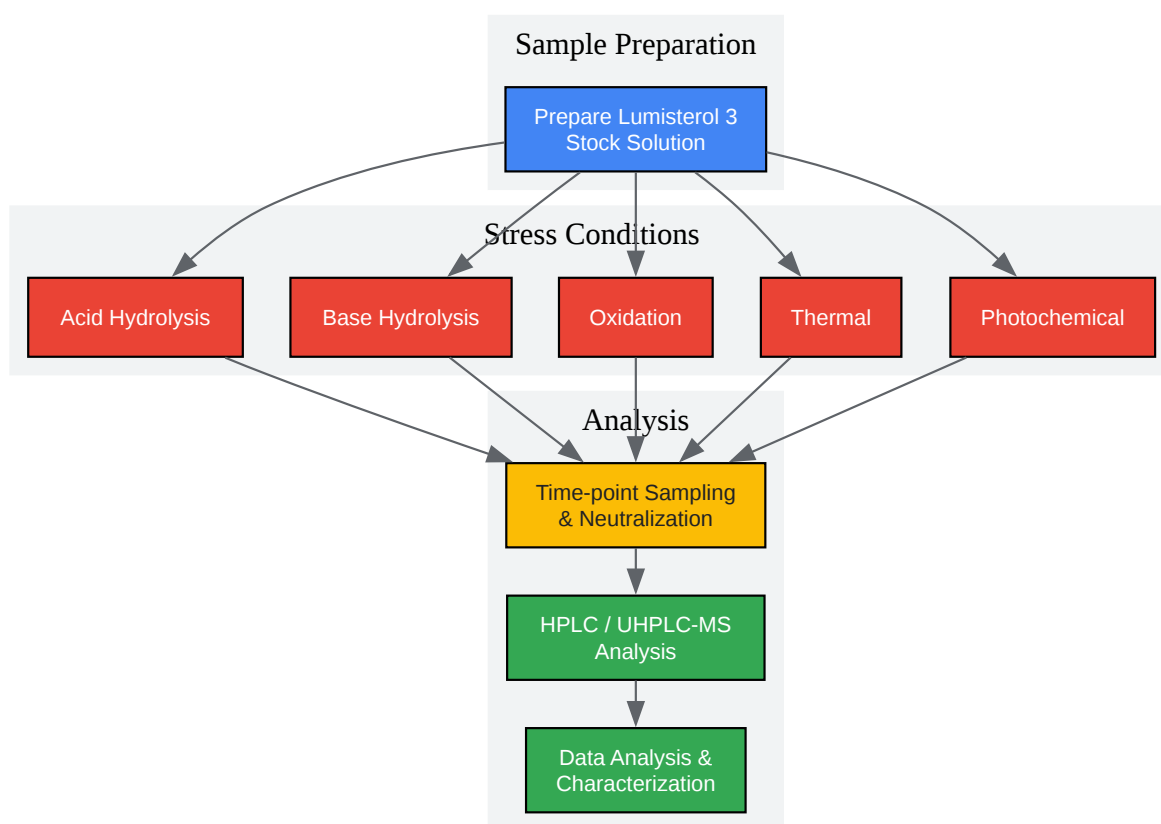 Sample Preparation
Prepare Lumisterol 3
Stock Solution
Stress Conditions
Acid Hydrolysis
Base Hydrolysis
Oxidation
Thermal
Photochemical
Analysis
Time-point Sampling
& Neutralization
HPLC / UHPLC-MS
Analysis
Data Analysis &
Characterization